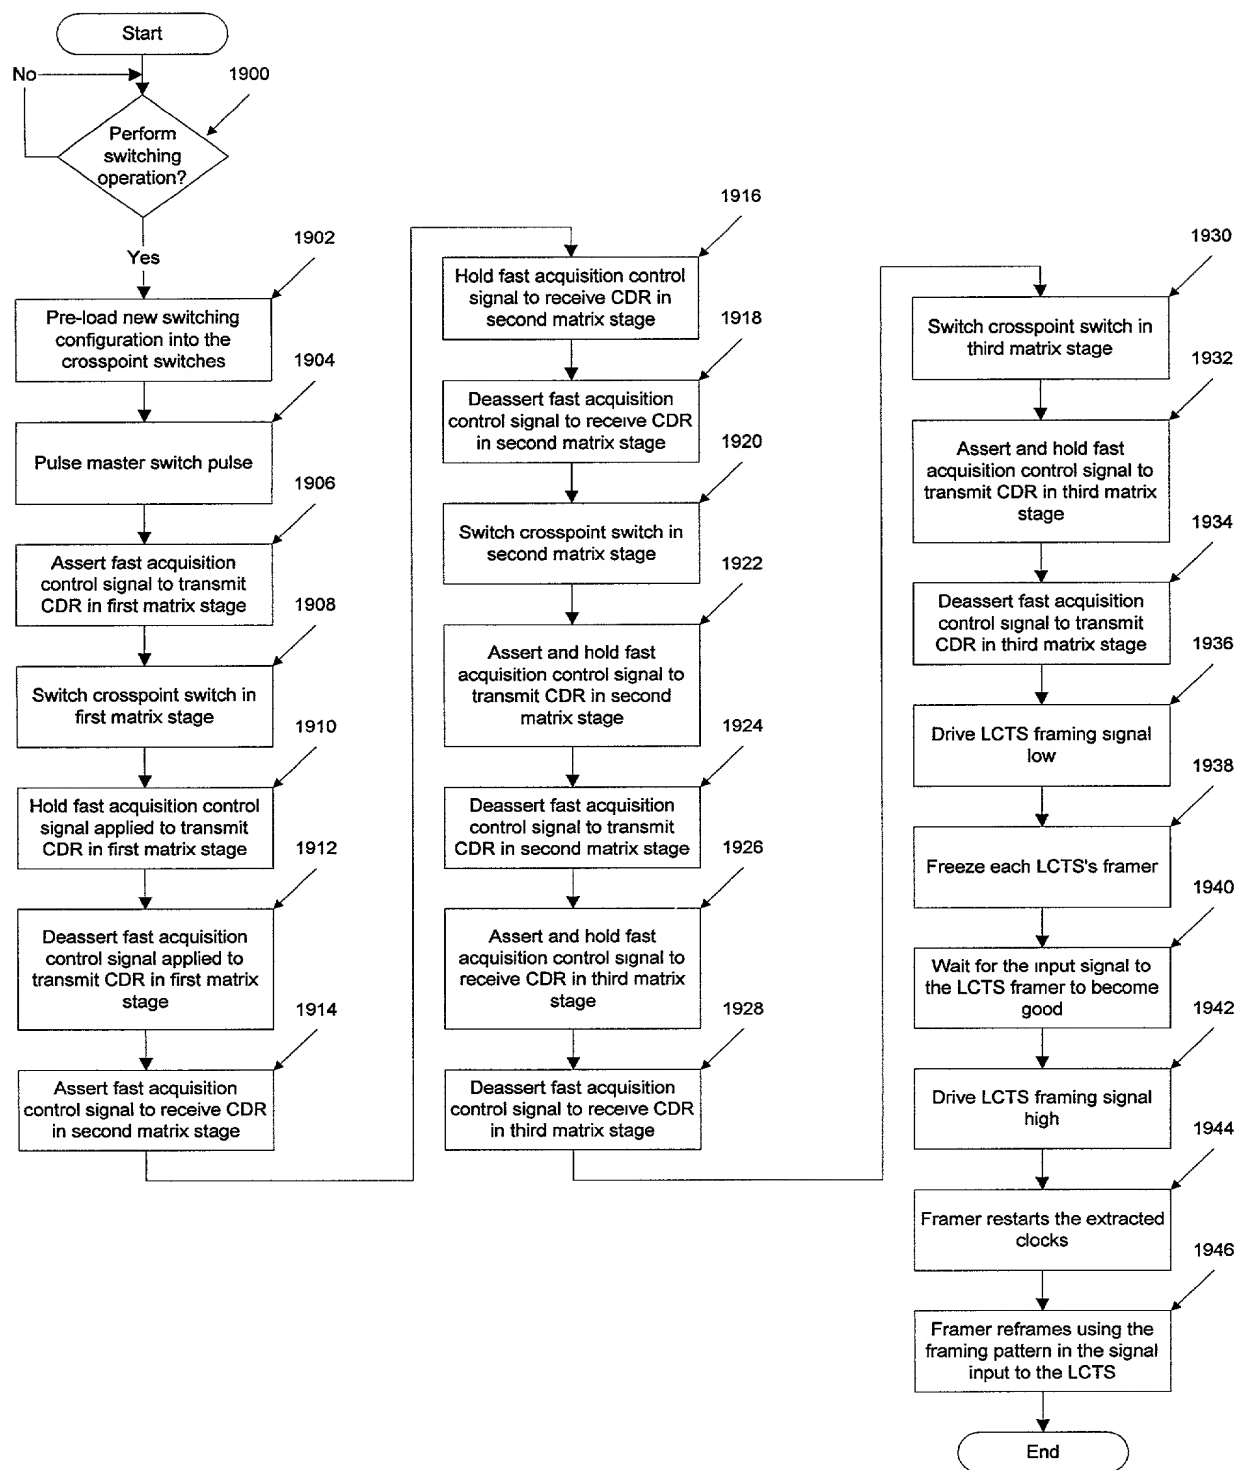 Start
No
1900
Perform
switching
operation?
Yes
1902
Pre-load new switching
configuration into the
crosspoint switches
1904
Pulse master switch pulse
1906
Assert fast acquisition
control signal to transmit
CDR in first matrix stage
1908
Switch crosspoint switch in
first matrix stage
1910
Hold fast acquisition control
signal applied to transmit
CDR in first matrix stage
1912
Deassert fast acquisition
control signal applied to
transmit CDR in first matrix
stage
1914
Assert fast acquisition
control signal to receive CDR
in second matrix stage
1916
Hold fast acquisition control
signal to receive CDR in
second matrix stage
1918
Deassert fast acquisition
control signal to receive CDR
in second matrix stage
1920
Switch crosspoint switch in
second matrix stage
1922
Assert and hold fast
acquisition control signal to
transmit CDR in second
matrix stage
1924
Deassert fast acquisition
control signal to transmit
CDR in second matrix stage
1926
Assert and hold fast
acquisition control signal to
receive CDR in third matrix
stage
1928
Deassert fast acquisition
control signal to receive CDR
in third matrix stage
1930
Switch crosspoint switch in
third matrix stage
1932
Assert and hold fast
acquisition control signal to
transmit CDR in third matrix
stage
1934
Deassert fast acquisition
control signal to transmit
CDR in third matrix stage
1936
Drive LCTS framing signal
low
1938
Freeze each LCTS's framer
1940
Wait for the input signal to
the LCTS framer to become
good
1942
Drive LCTS framing signal
high
1944
Framer restarts the extracted
clocks
1946
Framer reframes using the
framing pattern in the signal
input to the LCTS
End